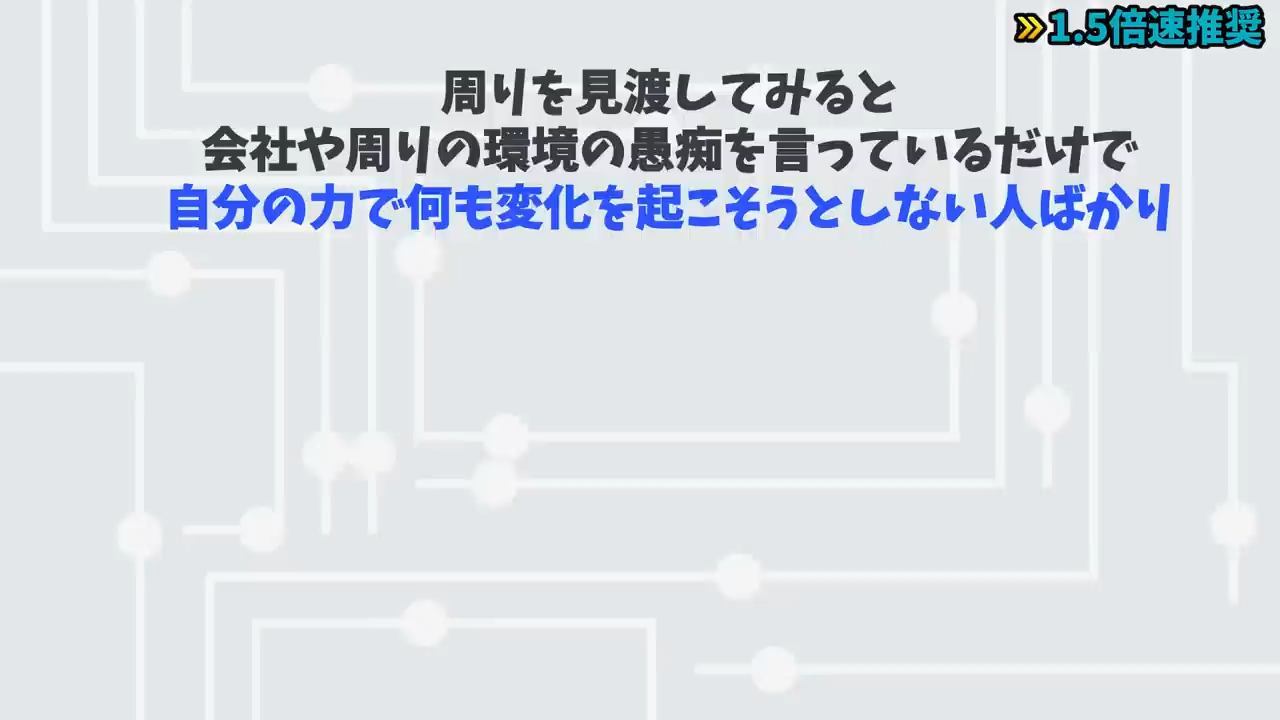 1.5倍速推奨
周りを見渡してみると
会社や周りの環境の愚痴を言っているだけで
自分の力で何も変化を起こそうとしない人ばかり